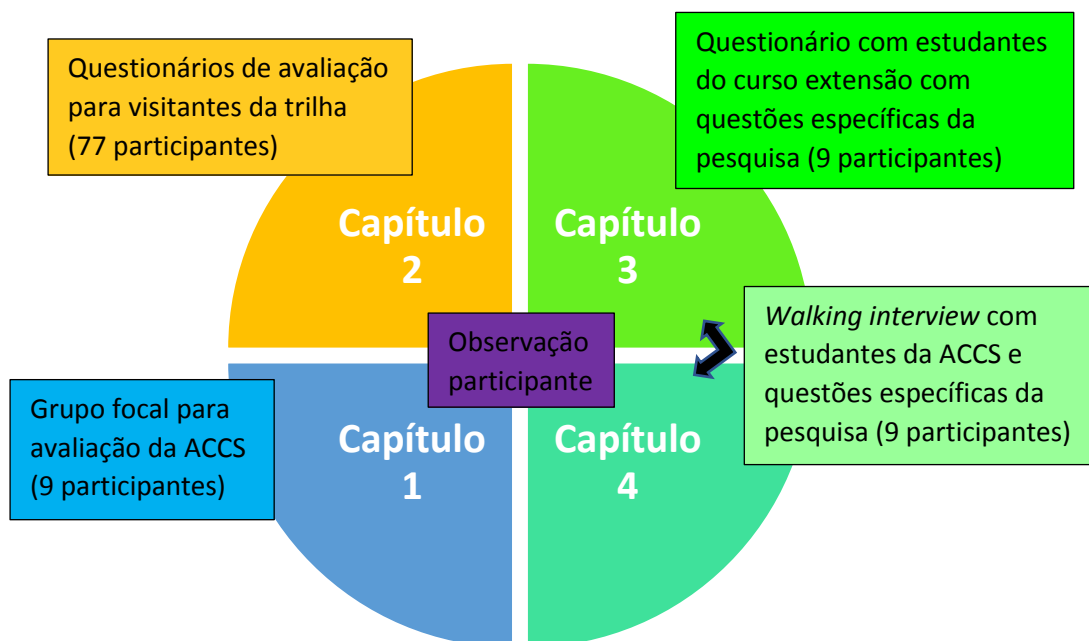 Questionários de avaliação
para visitantes da trilha
(77 participantes)
Questionário com estudantes
do curso extensão com
questões específicas da
pesquisa (9 participantes)
Capítulo
2
Capítulo
3
Observação
participante
Walking interview com
estudantes da ACCS e
questões específicas da
pesquisa (9 participantes)
Grupo focal para
avaliação da ACCS
(9 participantes)
Capítulo
1
Capítulo
4